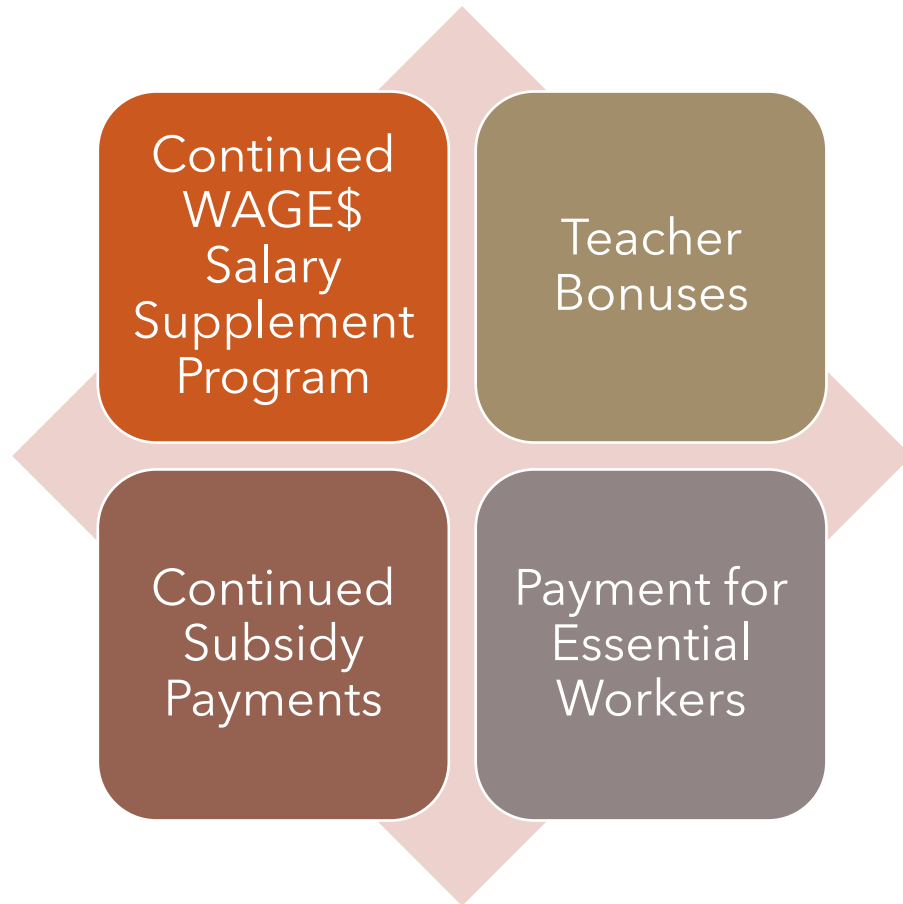 Continued
WAGE$
Salary
Supplement
Program
Teacher
Bonuses
Continued
Subsidy
Payments
Payment for
Essential
Workers